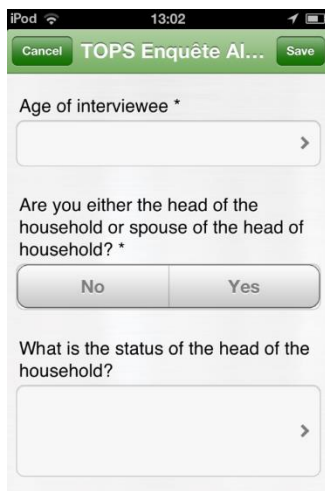 iPod 13:02
Cancel TOPS Enquête Al... Save
Age of interviewee *
Are you either the head of the
household or spouse of the head of
household? *
No Yes
What is the status of the head of the
household?